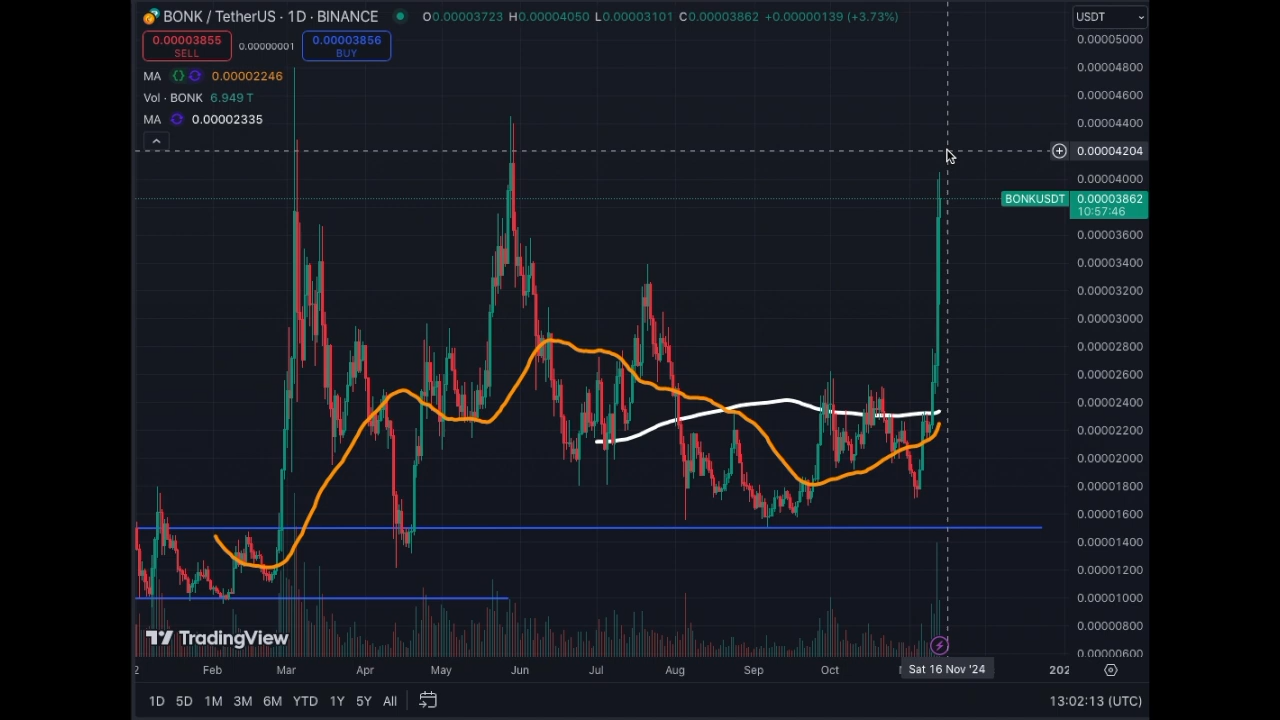 BONK / TetherUS · 1D · BINANCE O0.00003723 H0.00004050 L0.00003101 C0.00003862 +0.00000139 (+3.73%)
USDT
0.00003855 0.00000001 0.00003856
SELL BUY
MA 0.00002246
Vol · BONK 6.949 T
MA 0.00002335
0.00005000
0.00004800
0.00004600
0.00004400
0.00004204
0.00004000
BONKUSDT 0.00003862
10:57:46
0.00003600
0.00003400
0.00003200
0.00003000
0.00002800
0.00002600
0.00002400
0.00002200
0.00002000
0.00001800
0.00001600
0.00001400
0.00001200
0.00001000
0.00000800
0.00000600
TradingView
2 Feb Mar Apr May Jun Jul Aug Sep Oct Sat 16 Nov '24 202
1D 5D 1M 3M 6M YTD 1Y 5Y All 13:02:13 (UTC)